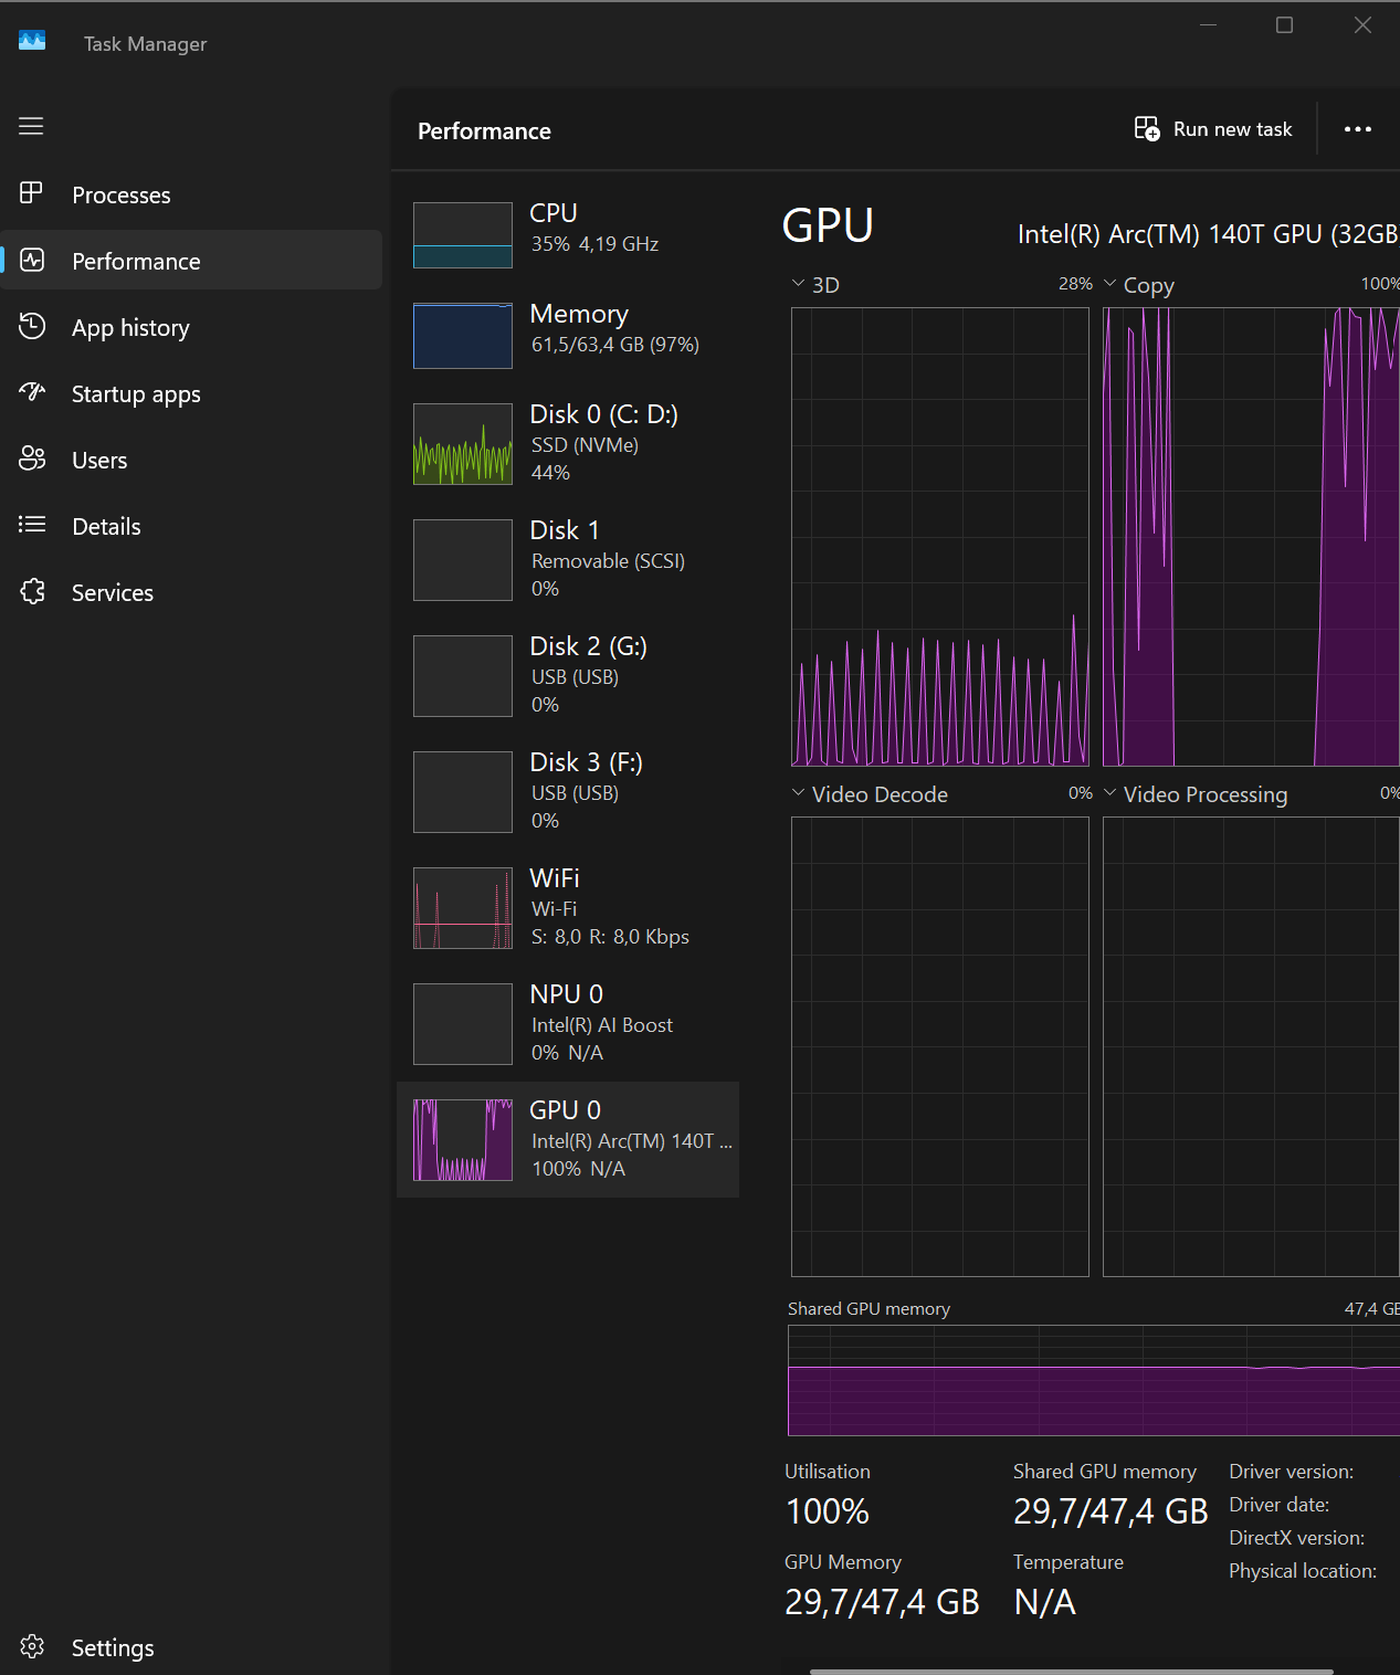 Task Manager
Performance
Run new task
Processes
Performance
App history
Startup apps
Users
Details
Services
Settings
CPU
35% 4,19 GHz
Memory
61,5/63,4 GB (97%)
Disk 0 (C: D:)
SSD (NVMe)
44%
Disk 1
Removable (SCSI)
0%
Disk 2 (G:)
USB (USB)
0%
Disk 3 (F:)
USB (USB)
0%
WiFi
Wi-Fi
S: 8,0 R: 8,0 Kbps
NPU 0
Intel(R) AI Boost
0% N/A
GPU 0
Intel(R) Arc(TM) 140T ...
100% N/A
GPU
Intel(R) Arc(TM) 140T GPU (32GB
3D 28%
Copy 100%
Video Decode 0%
Video Processing 0%
Shared GPU memory 47,4 GB
Utilisation
100%
Shared GPU memory
29,7/47,4 GB
GPU Memory
29,7/47,4 GB
Temperature
N/A
Driver version:
Driver date:
DirectX version:
Physical location: